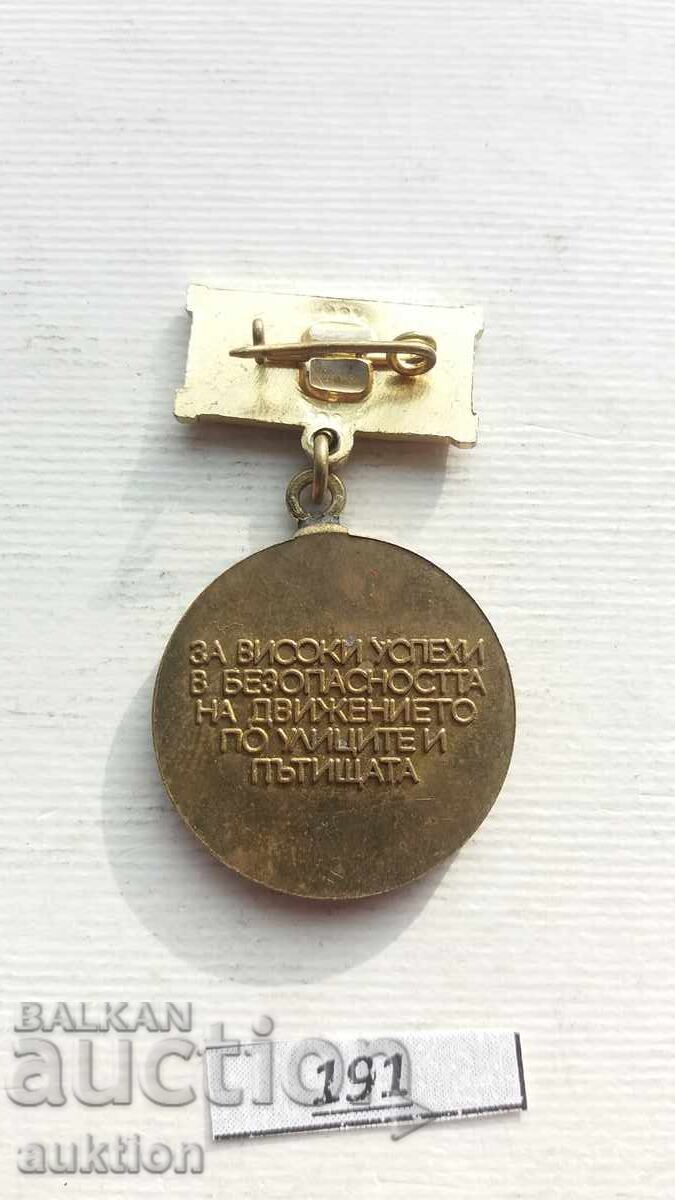 ЗА ВИСОКИ УСПЕХИ
В БЕЗОПАСНОСТТА
НА ДВИЖЕНИЕТО
ПО УЛИЦИТЕ И
ПЪТИЩАТА
BALKAN
auction
191
auktion